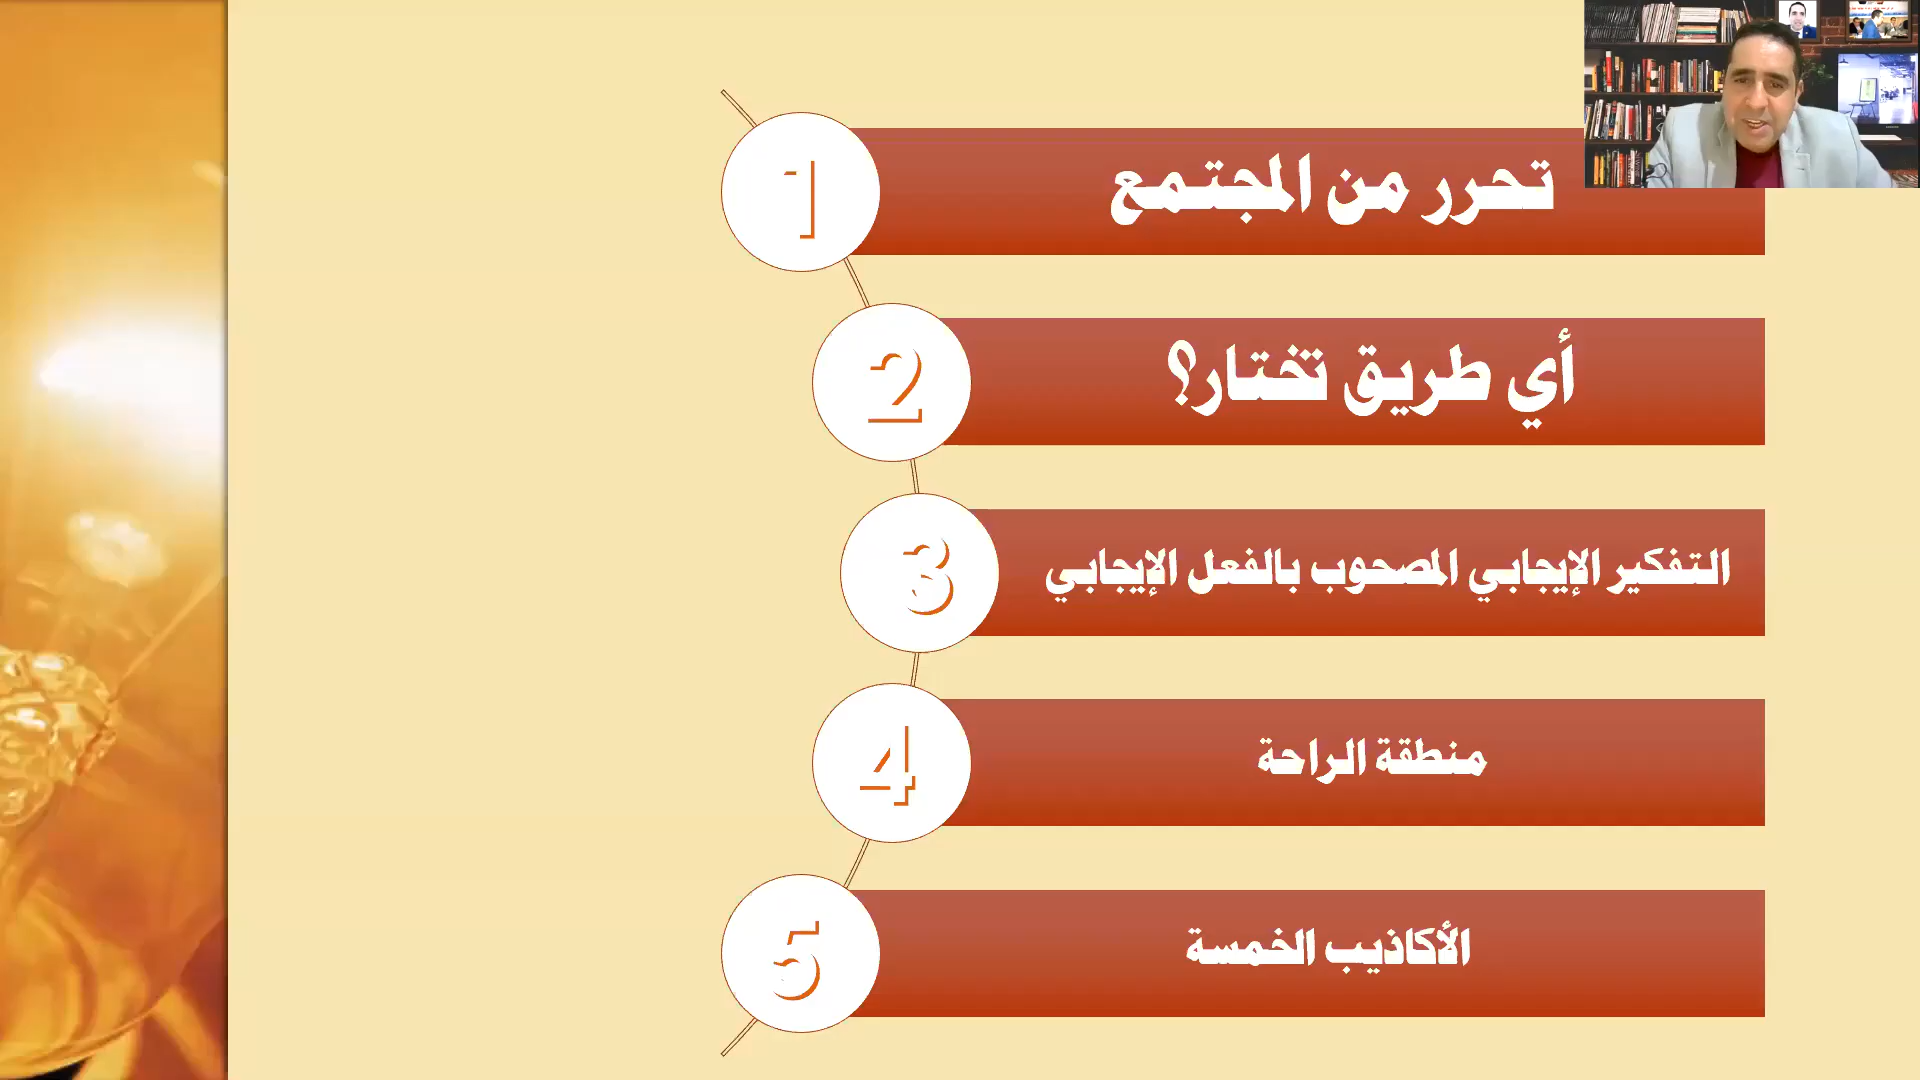 1
تحرر من المجتمع
2
أي طريق تختار؟
3
التفكير الإيجابي المصحوب بالفعل الإيجابي
4
منطقة الراحة
5
الأكاذيب الخمسة